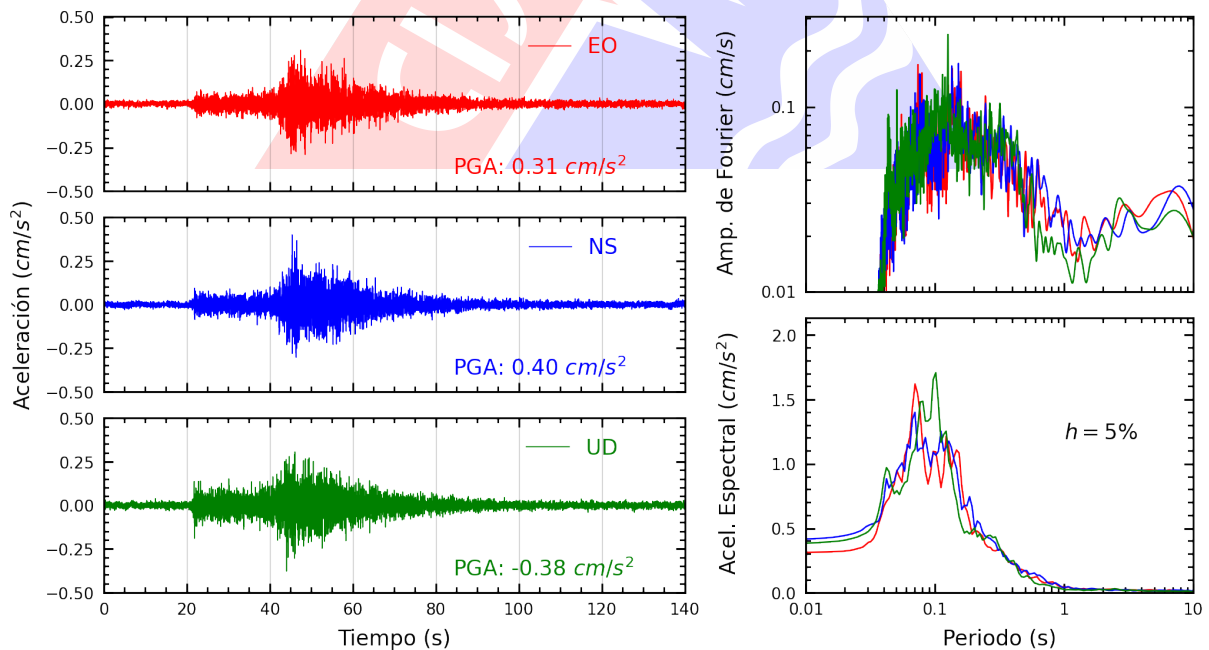 Aceleración (cm/s²)
0.50
0.25
0.00
−0.25
−0.50
EO
PGA: 0.31 cm/s²
0.50
0.25
0.00
−0.25
−0.50
NS
PGA: 0.40 cm/s²
0.50
0.25
0.00
−0.25
−0.50
UD
PGA: -0.38 cm/s²
0 20 40 60 80 100 120 140
Tiempo (s)
Amp. de Fourier (cm/s)
0.1
0.01
Acel. Espectral (cm/s²)
2.0
1.5
1.0
0.5
0.0
h = 5%
0.01 0.1 1 10
Periodo (s)